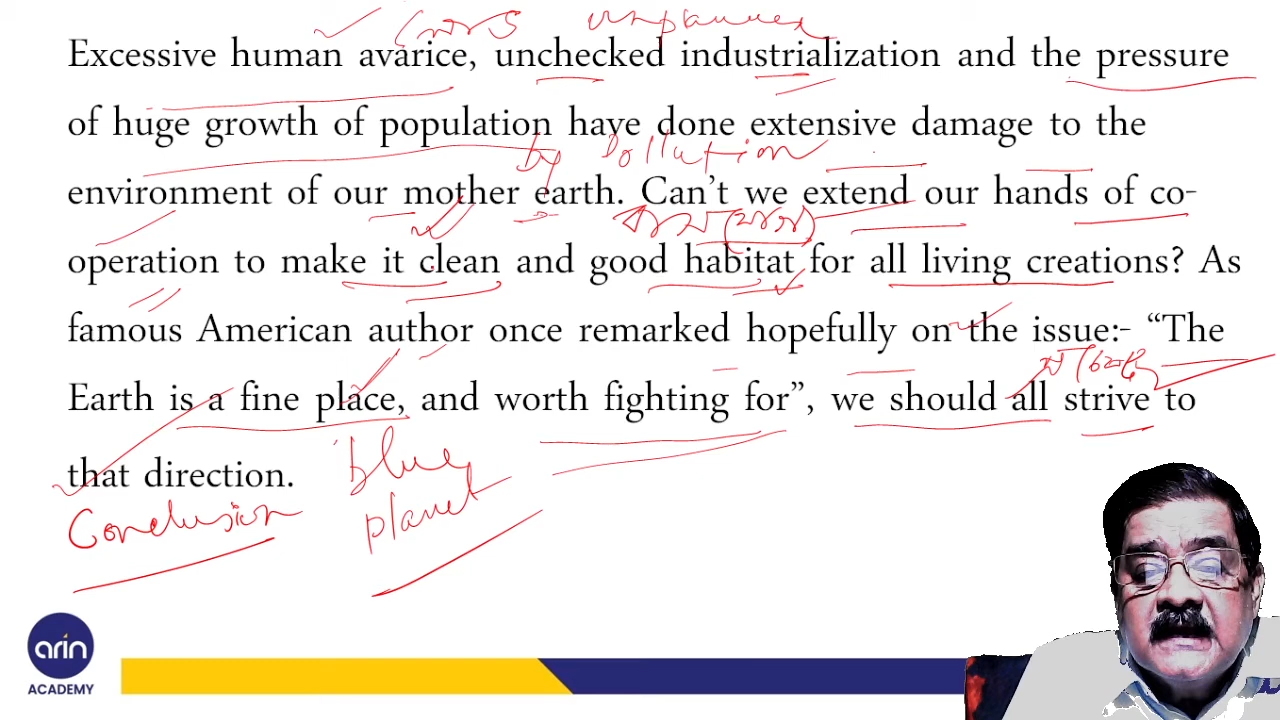 unplanned
Excessive human avarice, unchecked industrialization and the pressure
of huge growth of population have done extensive damage to the
by pollution
environment of our mother earth. Can't we extend our hands of co-
operation to make it clean and good habitat for all living creations? As
famous American author once remarked hopefully on the issue:- “The
Earth is a fine place, and worth fighting for”, we should all strive to
that direction.
blue
Conclusion planet
arin
ACADEMY